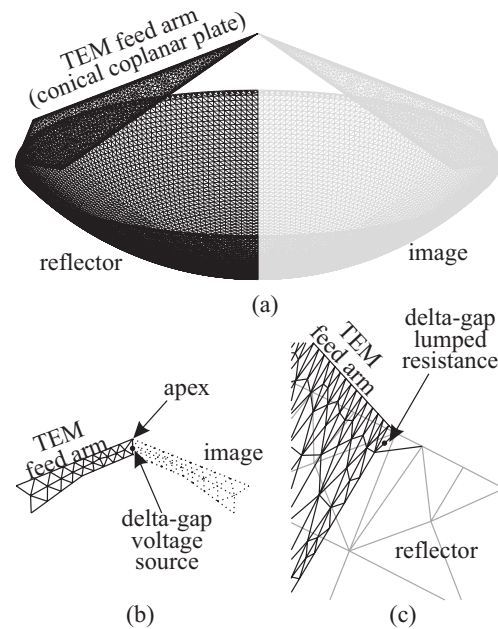 TEM feed arm
(conical coplanar plate)
reflector
image
(a)
apex
TEM
feed arm
image
delta-gap
voltage
source
(b)
TEM
feed arm
delta-gap
lumped
resistance
reflector
(c)